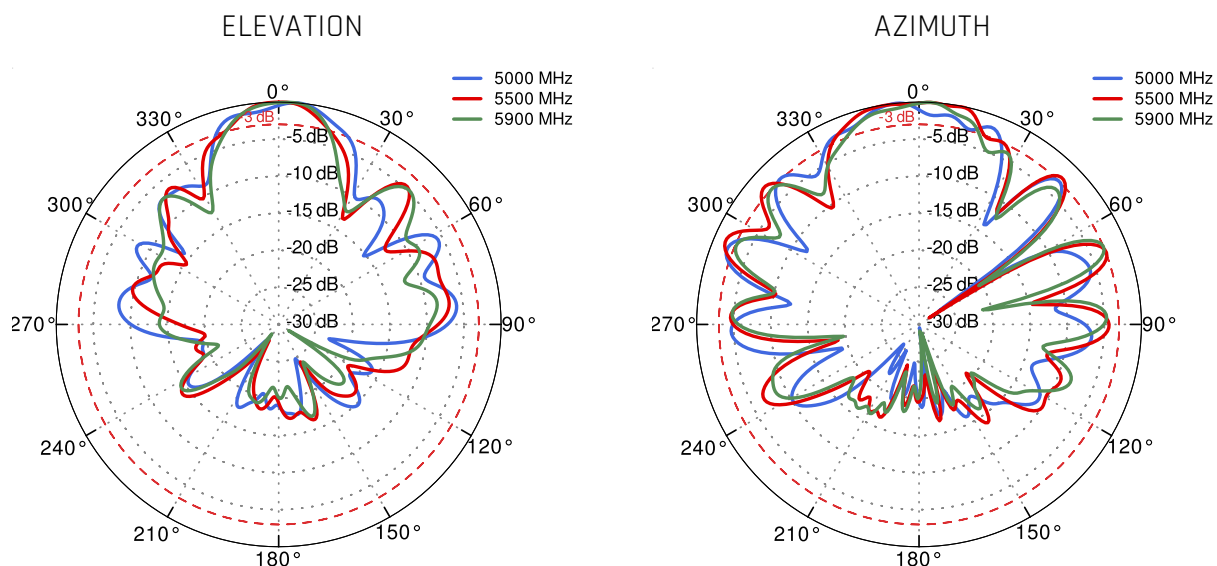 ELEVATION
5000 MHz
5500 MHz
5900 MHz
0°
30°
60°
90°
120°
150°
180°
210°
240°
270°
300°
330°
3 dB
-5 dB
-10 dB
-15 dB
-20 dB
-25 dB
-30 dB
AZIMUTH
5000 MHz
5500 MHz
5900 MHz
0°
30°
60°
90°
120°
150°
180°
210°
240°
270°
300°
330°
-3 dB
-5 dB
-10 dB
-15 dB
-20 dB
-25 dB
-30 dB